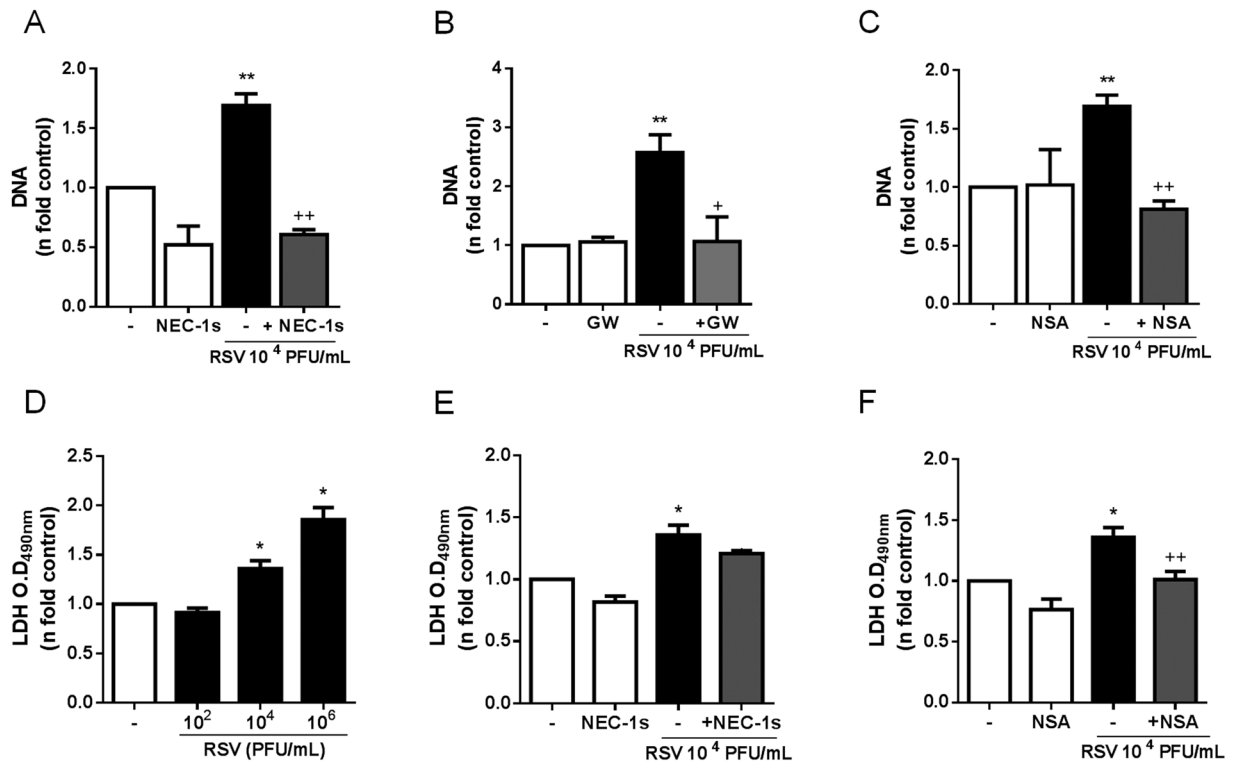 A
DNA
(n fold control)
2.0
1.5
1.0
0.5
0.0
**
++
- NEC-1s - + NEC-1s
RSV 10 4 PFU/mL
B
DNA
(n fold control)
4
3
2
1
0
**
+
- GW - +GW
RSV 10 4 PFU/mL
C
DNA
(n fold control)
2.0
1.5
1.0
0.5
0.0
**
++
- NSA - + NSA
RSV 10 4 PFU/mL
D
LDH O.D490nm
(n fold control)
2.5
2.0
1.5
1.0
0.5
0.0
*
*
- 102 104 106
RSV (PFU/mL)
E
LDH O.D490nm
(n fold control)
2.0
1.5
1.0
0.5
0.0
*
- NEC-1s - +NEC-1s
RSV 10 4 PFU/mL
F
LDH O.D490nm
(n fold control)
2.0
1.5
1.0
0.5
0.0
*
++
- NSA - +NSA
RSV 10 4 PFU/mL